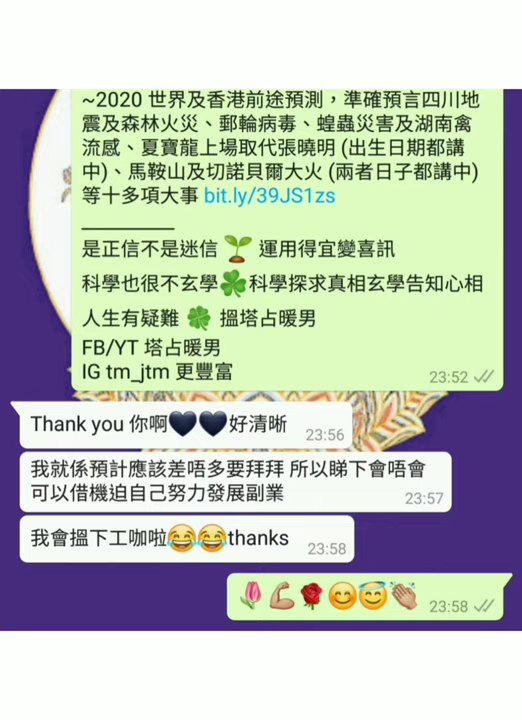 ~2020 世界及香港前途預測，準確預言四川地
震及森林火災、郵輪病毒、蝗蟲災害及湖南禽
流感、夏寶龍上場取代張曉明 (出生日期都講
中)、馬鞍山及切諾貝爾大火 (兩者日子都講中)
等十多項大事 bit.ly/39JS1zs
___________
是正信不是迷信🌱 運用得宜變喜訊
科學也很不玄學🍀科學探求真相玄學告知心相
人生有疑難 🍀 搵塔占暖男
FB/YT 塔占暖男
IG tm_jtm 更豐富
23:52
Thank you 你啊🖤🖤好清晰
23:56
我就係預計應該差唔多要拜拜 所以睇下會唔會
可以借機迫自己努力發展副業
23:57
我會搵下工咖啦😂😂thanks
23:58
🌷💪🏼🌹😊😇👏🏼
23:58